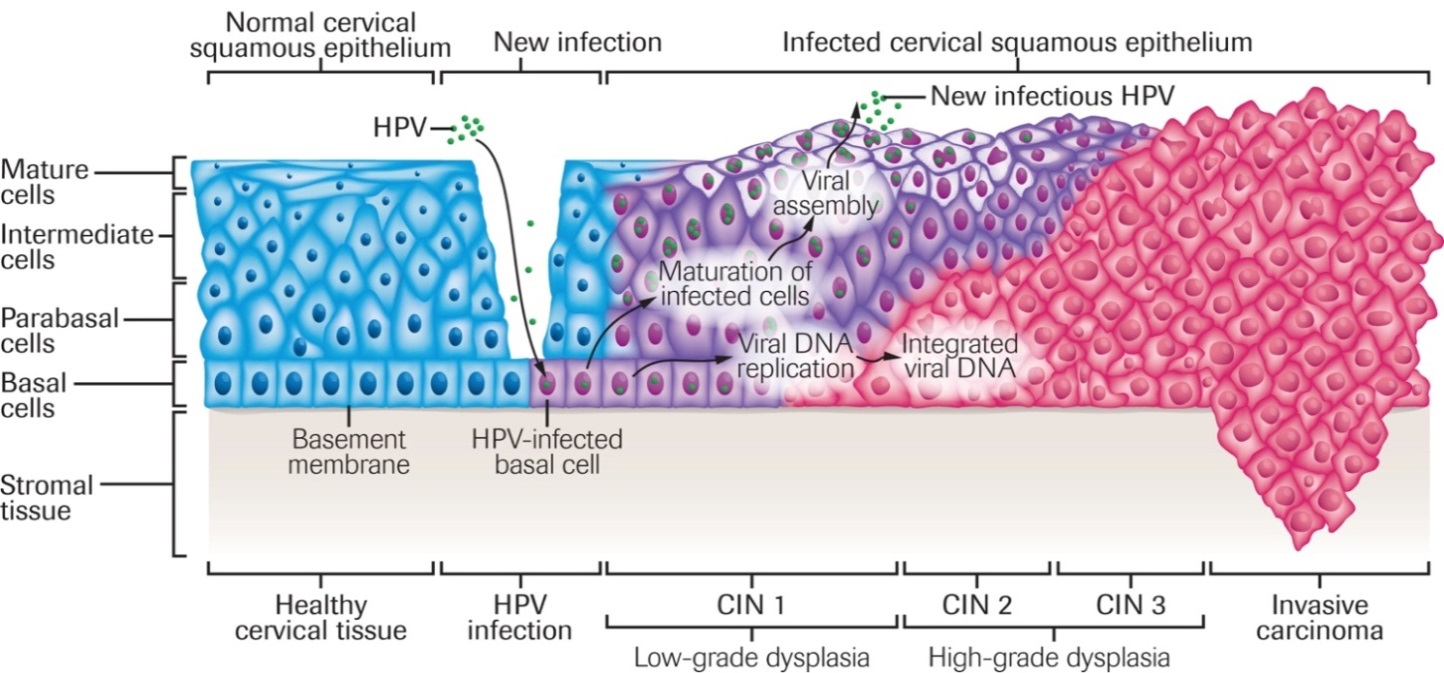 Normal cervical
squamous epithelium
New infection
Infected cervical squamous epithelium
HPV
New infectious HPV
Mature
cells
Intermediate
cells
Parabasal
cells
Basal
cells
Stromal
tissue
Viral
assembly
Maturation of
infected cells
Viral DNA
replication
Integrated
viral DNA
Basement
membrane
HPV-infected
basal cell
Healthy
cervical tissue
HPV
infection
CIN 1
CIN 2
CIN 3
Invasive
carcinoma
Low-grade dysplasia
High-grade dysplasia